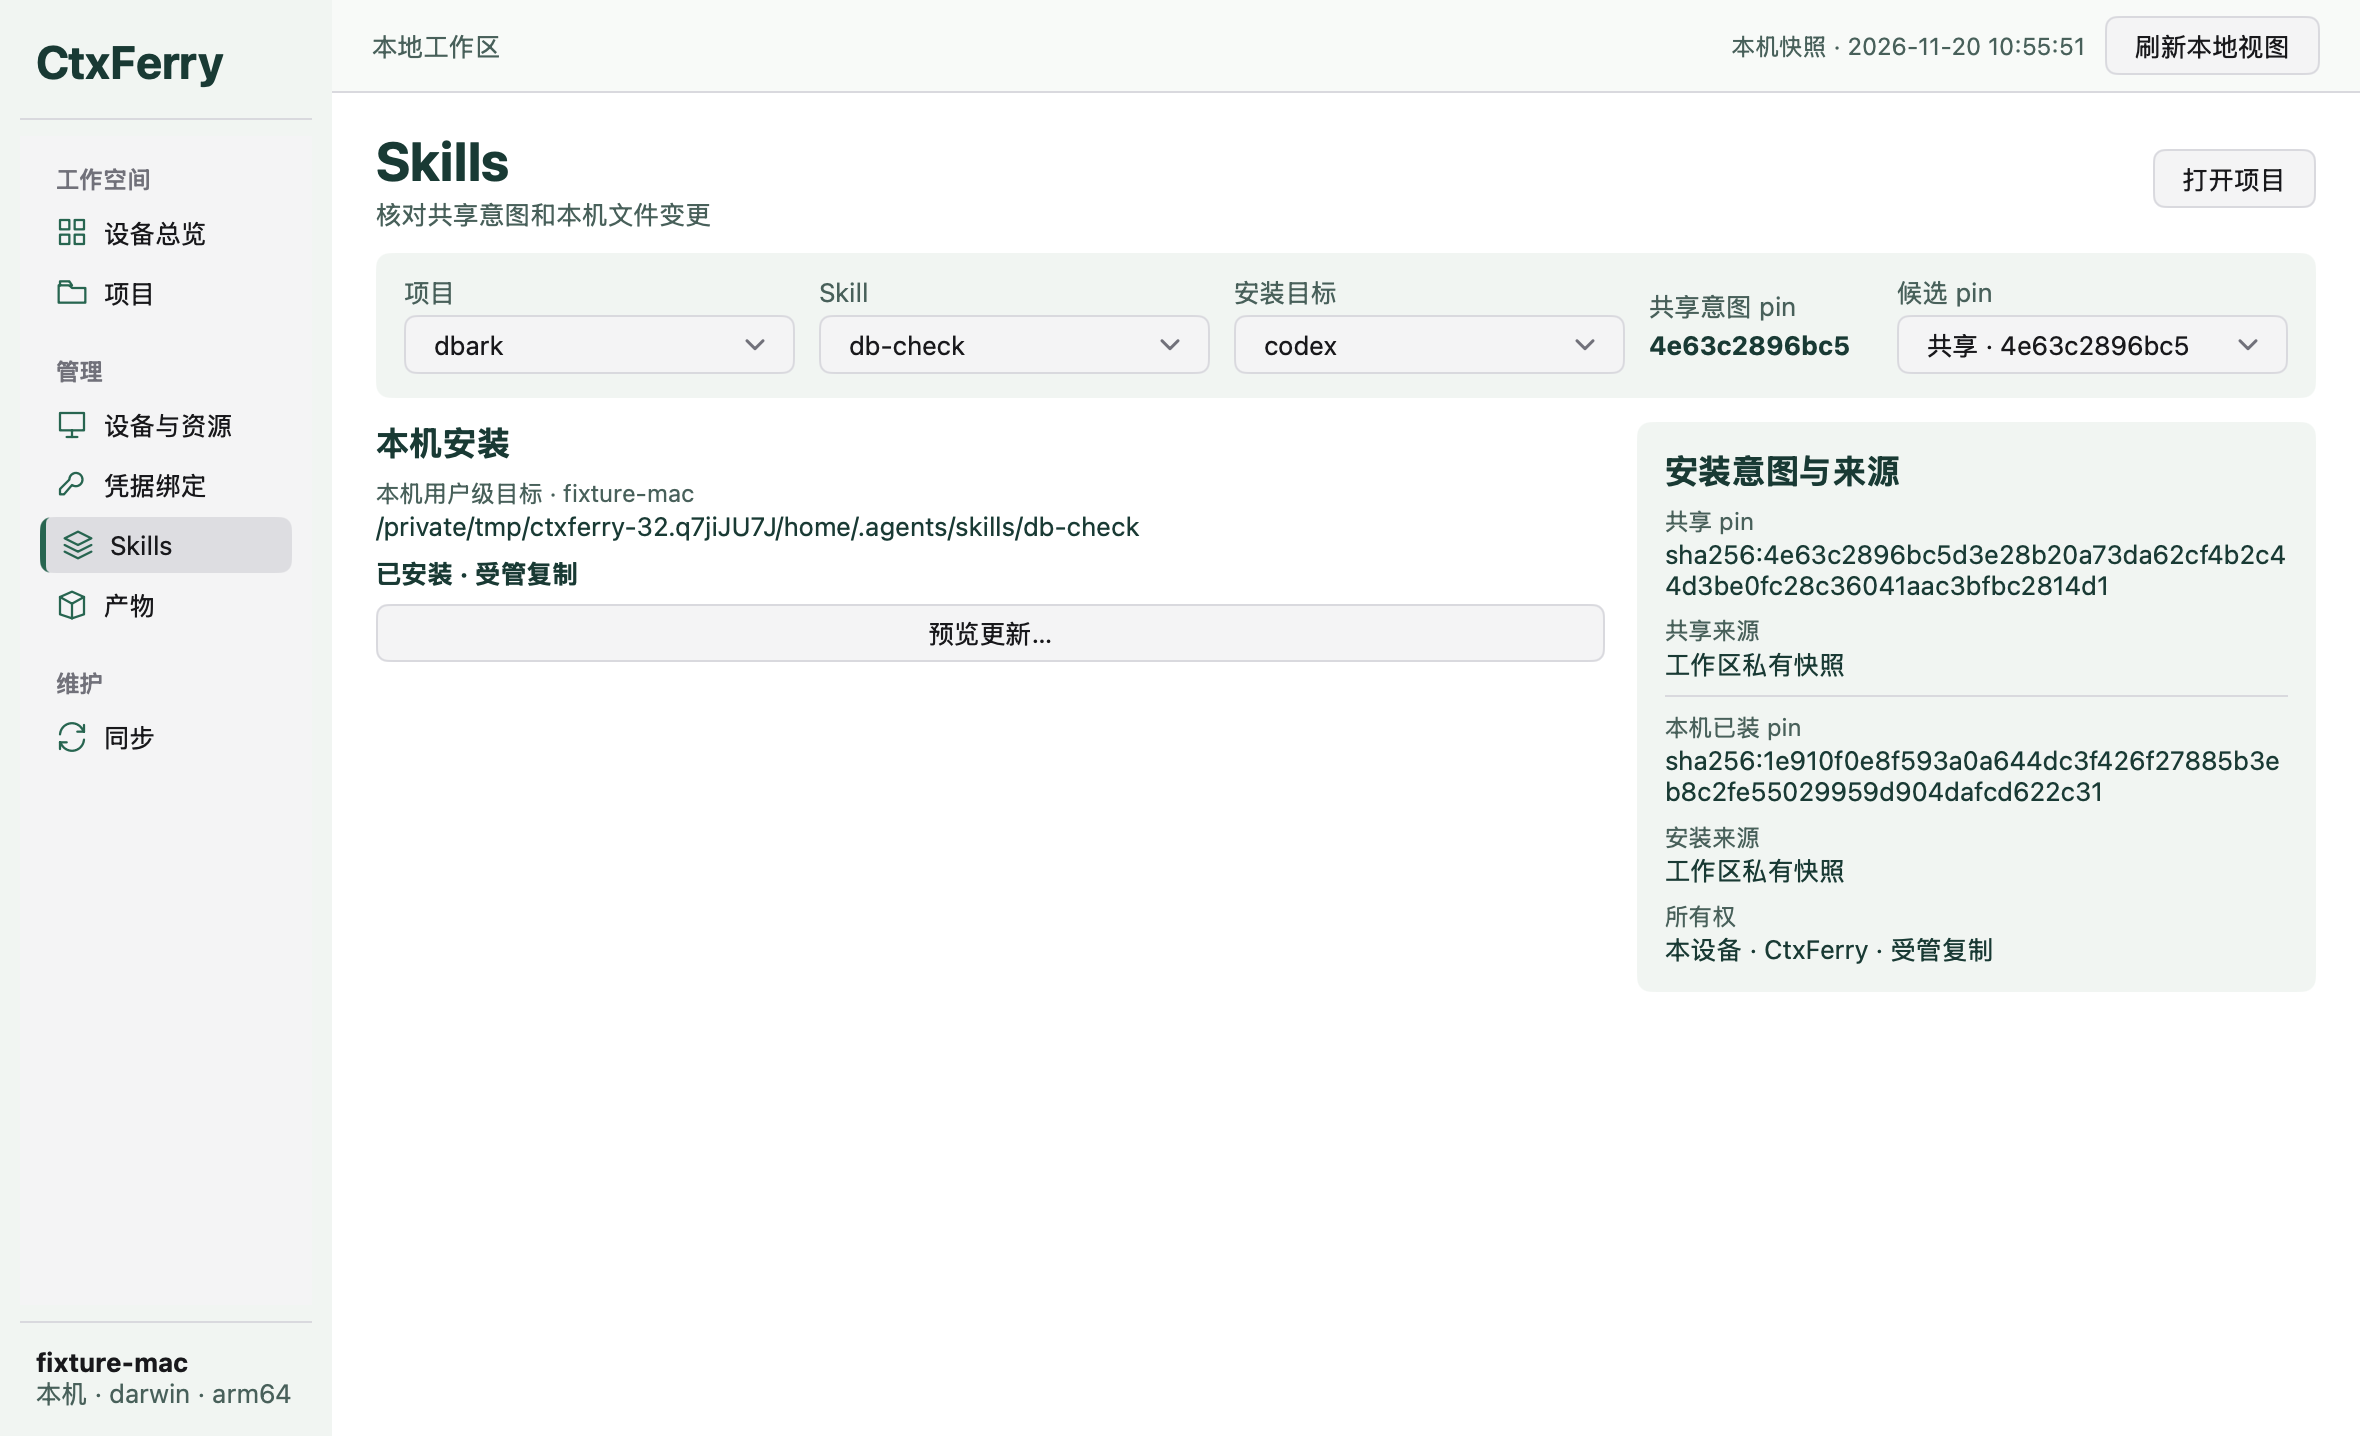 CtxFerry
工作空间
设备总览
项目
管理
设备与资源
凭据绑定
Skills
产物
维护
同步
fixture-mac
本机 · darwin · arm64
本地工作区
本机快照 · 2026-11-20 10:55:51
刷新本地视图
Skills
核对共享意图和本机文件变更
打开项目
项目
dbark
Skill
db-check
安装目标
codex
共享意图 pin
4e63c2896bc5
候选 pin
共享 · 4e63c2896bc5
本机安装
本机用户级目标 · fixture-mac
/private/tmp/ctxferry-32.q7jiJU7J/home/.agents/skills/db-check
已安装 · 受管复制
预览更新...
安装意图与来源
共享 pin
sha256:4e63c2896bc5d3e28b20a73da62cf4b2c4
4d3be0fc28c36041aac3bfbc2814d1
共享来源
工作区私有快照
本机已装 pin
sha256:1e910f0e8f593a0a644dc3f426f27885b3e
b8c2fe55029959d904dafcd622c31
安装来源
工作区私有快照
所有权
本设备 · CtxFerry · 受管复制